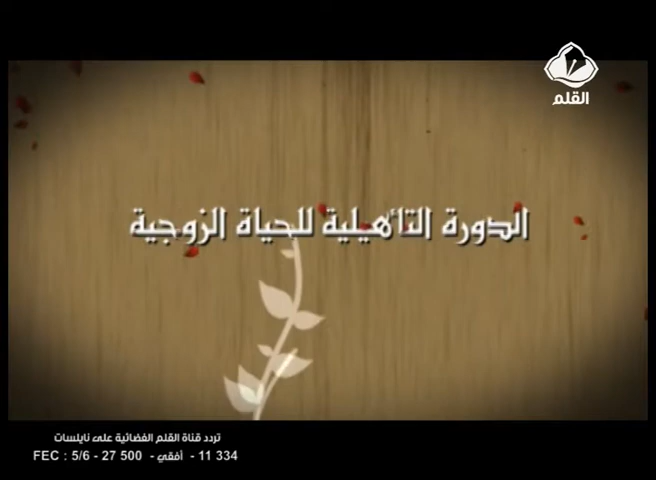 القلم
الدورة التأهيلية للحياة الزوجية
تردد قناة القلم الفضائية على نايلسات
11 334 - أفقي - 27 500 - FEC : 5/6